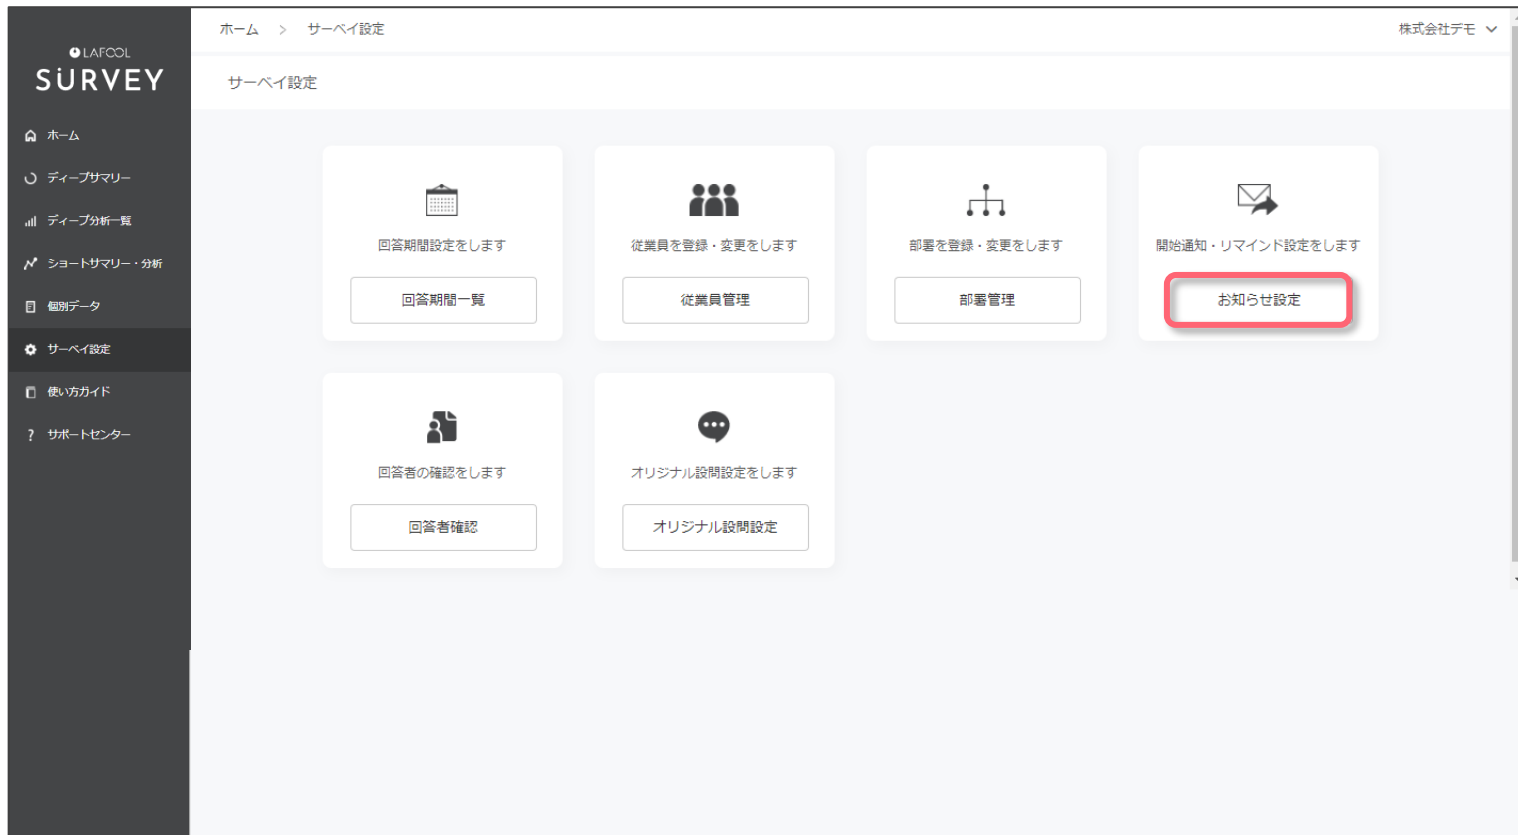 LAFOOL
SURVEY
ホーム
ディープサマリー
ディープ分析一覧
ショートサマリー・分析
個別データ
サーベイ設定
使い方ガイド
? サポートセンター
ホーム > サーベイ設定
株式会社デモ
サーベイ設定
回答期間設定をします
回答期間一覧
従業員を登録・変更をします
従業員管理
部署を登録・変更をします
部署管理
開始通知・リマインド設定をします
お知らせ設定
回答者の確認をします
回答者確認
オリジナル設問設定をします
オリジナル設問設定